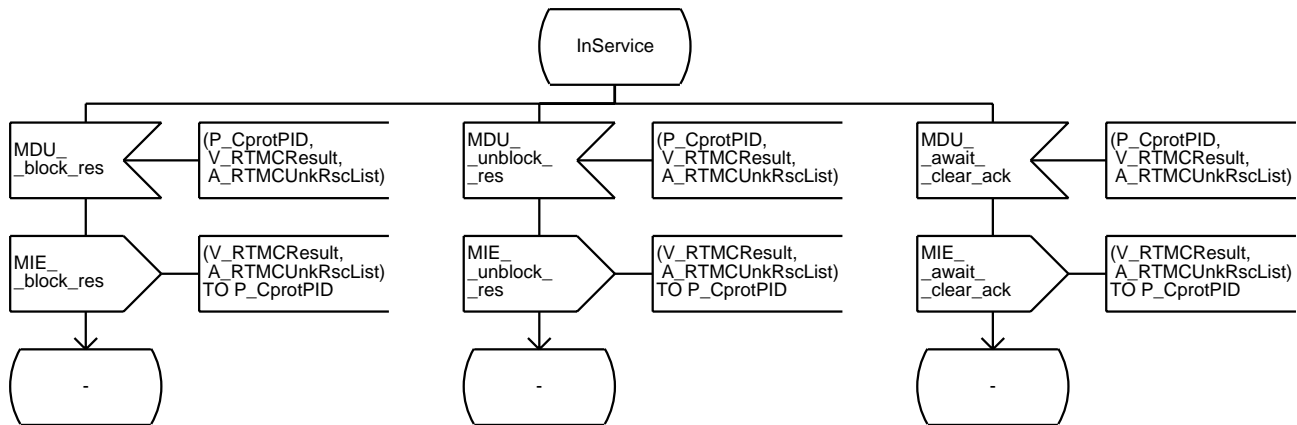 InService
MDU_
_block_res
(P_CprotPID,
V_RTMCResult,
A_RTMCUnkRscList)
MDU_
_unblock_
_res
(P_CprotPID,
V_RTMCResult,
A_RTMCUnkRscList)
MDU_
_await_
_clear_ack
(P_CprotPID,
V_RTMCResult,
A_RTMCUnkRscList)
MIE_
_block_res
(V_RTMCResult,
A_RTMCUnkRscList)
TO P_CprotPID
MIE_
_unblock_
_res
(V_RTMCResult,
A_RTMCUnkRscList)
TO P_CprotPID
MIE_
_await_
_clear_ack
(V_RTMCResult,
A_RTMCUnkRscList)
TO P_CprotPID
-
-
-